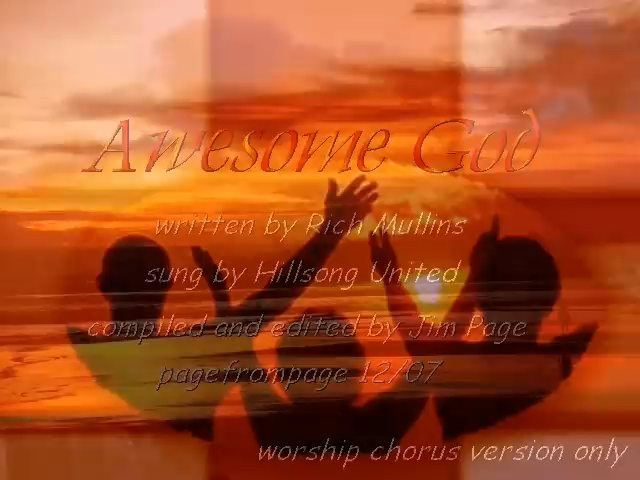 Awesome God
written by Rich Mullins
sung by Hillsong United
compiled and edited by Jim Page
pagefrompage 12/07
worship chorus version only